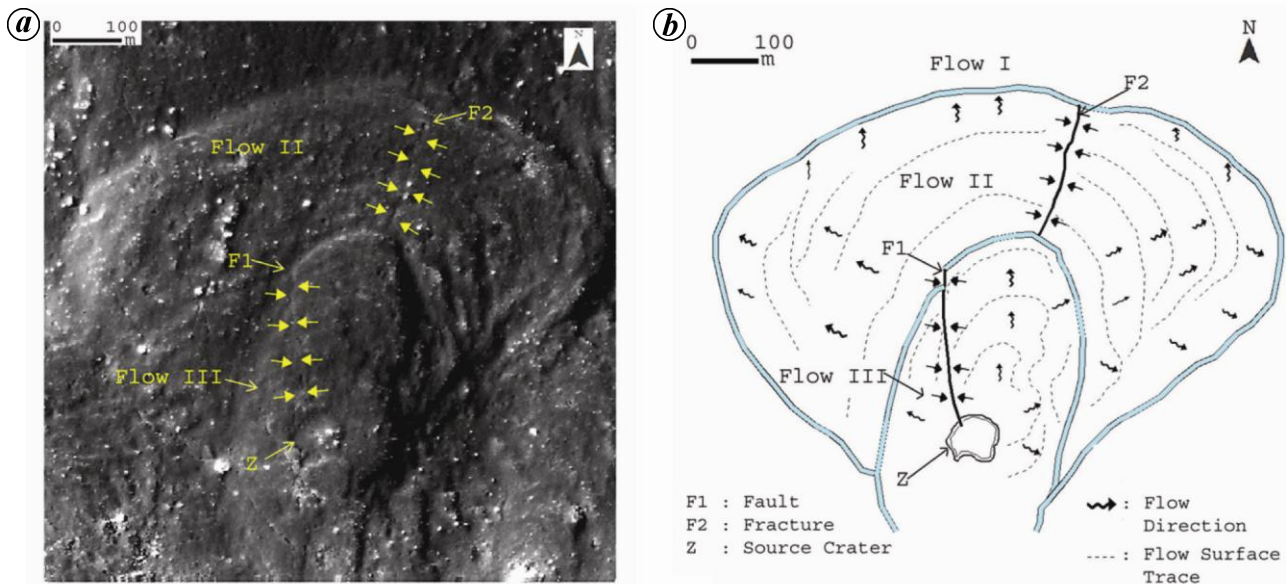 a
0 100
m
N
F2
Flow II
F1
Flow III
Z
b
0 100
m
N
Flow I
F2
Flow II
F1
Flow III
Z
F1 : Fault
F2 : Fracture
Z : Source Crater
: Flow
Direction
: Flow Surface
Trace